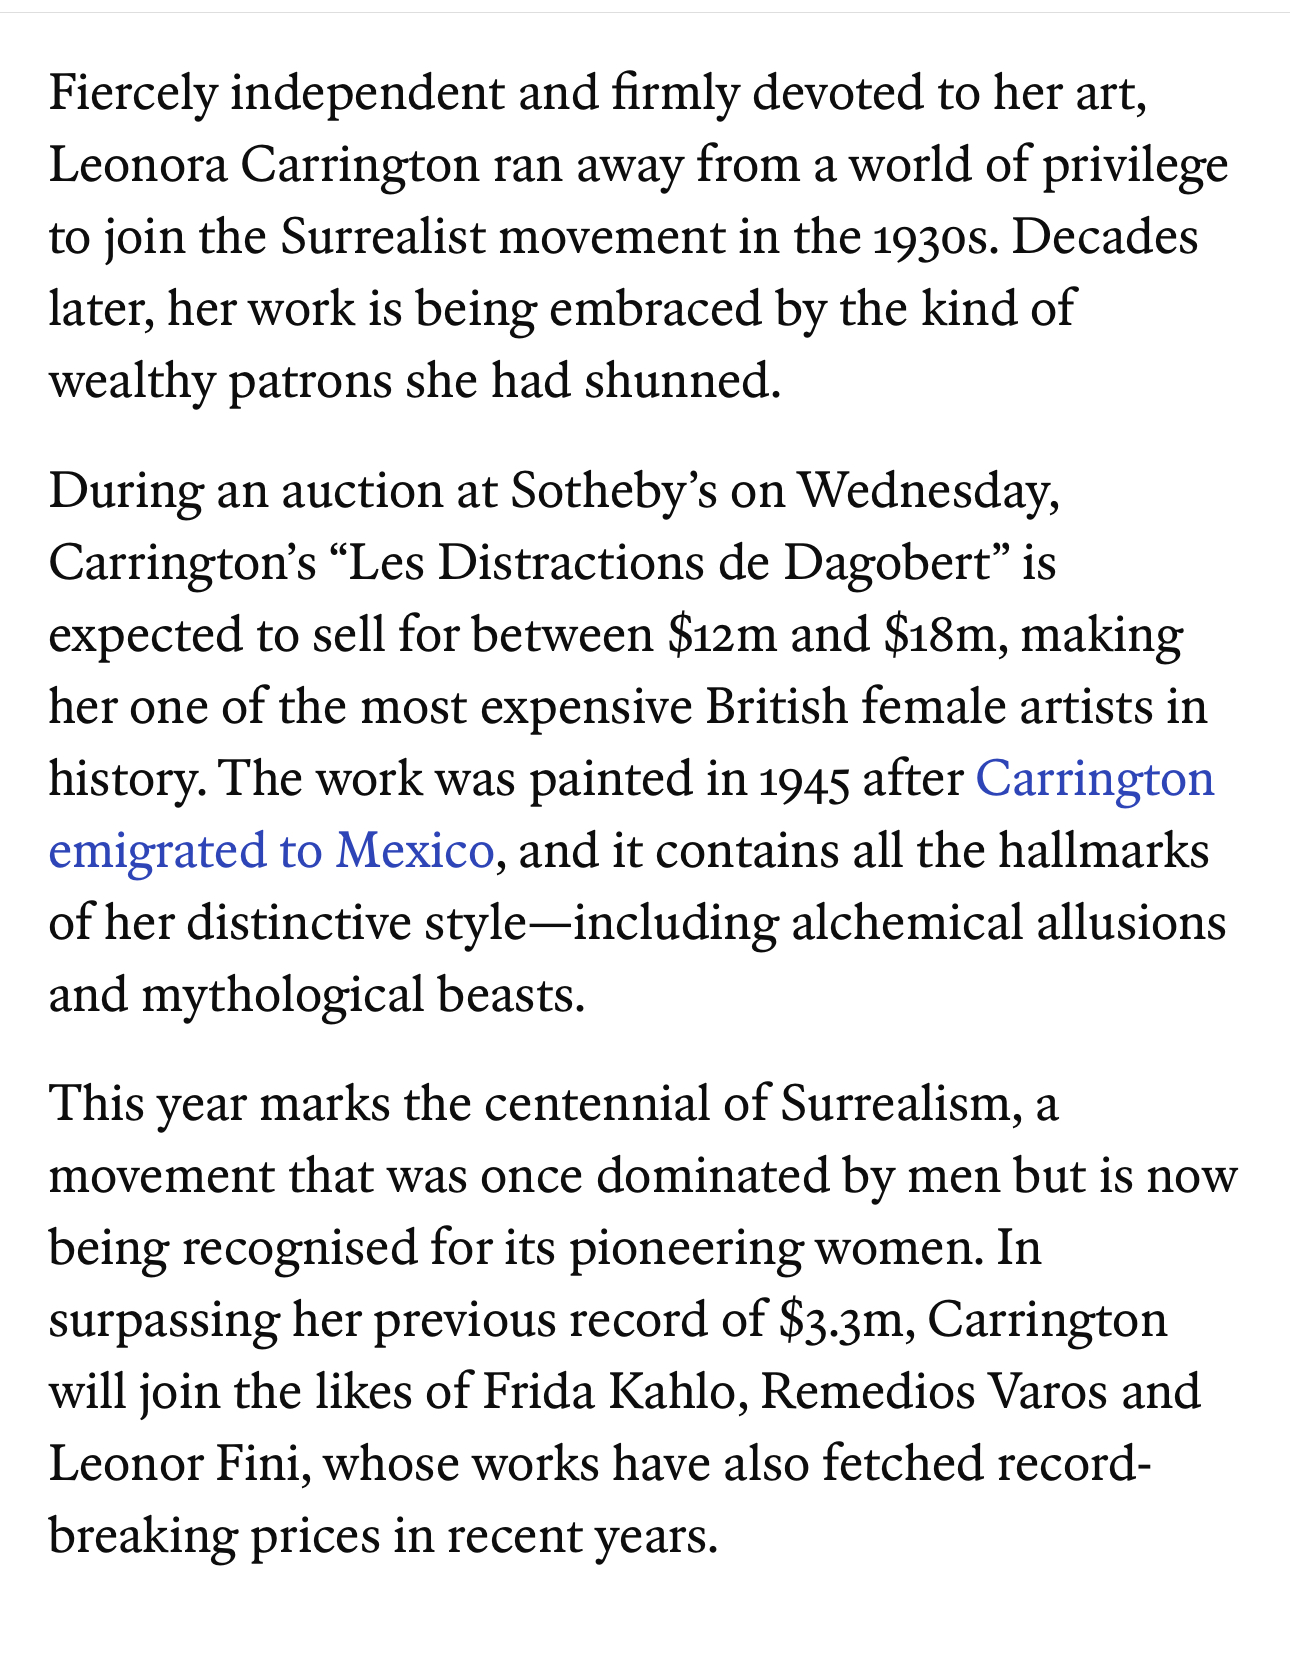 Fiercely independent and firmly devoted to her art,
Leonora Carrington ran away from a world of privilege
to join the Surrealist movement in the 1930s. Decades
later, her work is being embraced by the kind of
wealthy patrons she had shunned.
During an auction at Sotheby’s on Wednesday,
Carrington’s “Les Distractions de Dagobert” is
expected to sell for between $12m and $18m, making
her one of the most expensive British female artists in
history. The work was painted in 1945 after Carrington
emigrated to Mexico, and it contains all the hallmarks
of her distinctive style—including alchemical allusions
and mythological beasts.
This year marks the centennial of Surrealism, a
movement that was once dominated by men but is now
being recognised for its pioneering women. In
surpassing her previous record of $3.3m, Carrington
will join the likes of Frida Kahlo, Remedios Varos and
Leonor Fini, whose works have also fetched record-
breaking prices in recent years.